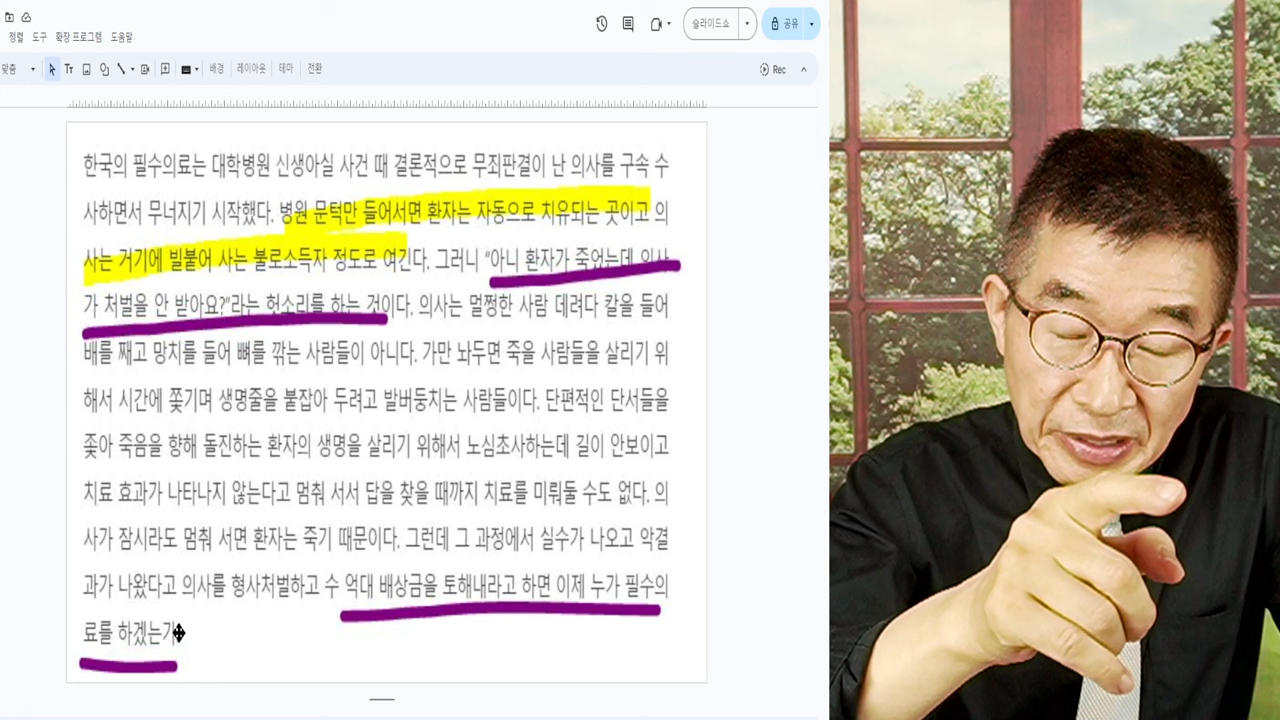 정렬 도구 확장 프로그램 도움말
슬라이드쇼
공유
맞춤
Tт
배경 레이아웃 테마 전환
Rec
한국의 필수의료는 대학병원 신생아실 사건 때 결론적으로 무죄판결이 난 의사를 구속 수
사하면서 무너지기 시작했다. 병원 문턱만 들어서면 환자는 자동으로 치유되는 곳이고 의
사는 거기에 빌붙어 사는 불로소득자 정도로 여긴다. 그러니 “아니 환자가 죽었는데 의사
가 처벌을 안 받아요?”라는 헛소리를 하는 것이다. 의사는 멀쩡한 사람 데려다 칼을 들어
배를 째고 망치를 들어 뼈를 깎는 사람들이 아니다. 가만 놔두면 죽을 사람들을 살리기 위
해서 시간에 쫓기며 생명줄을 붙잡아 두려고 발버둥치는 사람들이다. 단편적인 단서들을
좇아 죽음을 향해 돌진하는 환자의 생명을 살리기 위해서 노심초사하는데 길이 안보이고
치료 효과가 나타나지 않는다고 멈춰 서서 답을 찾을 때까지 치료를 미뤄둘 수도 없다. 의
사가 잠시라도 멈춰 서면 환자는 죽기 때문이다. 그런데 그 과정에서 실수가 나오고 악결
과가 나왔다고 의사를 형사처벌하고 수 억대 배상금을 토해내라고 하면 이제 누가 필수의
료를 하겠는가